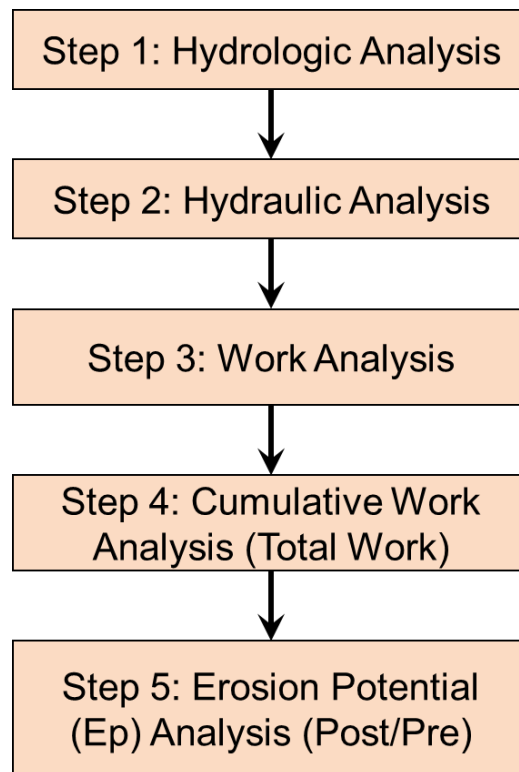 Step 1: Hydrologic Analysis
Step 2: Hydraulic Analysis
Step 3: Work Analysis
Step 4: Cumulative Work
Analysis (Total Work)
Step 5: Erosion Potential
(Ep) Analysis (Post/Pre)